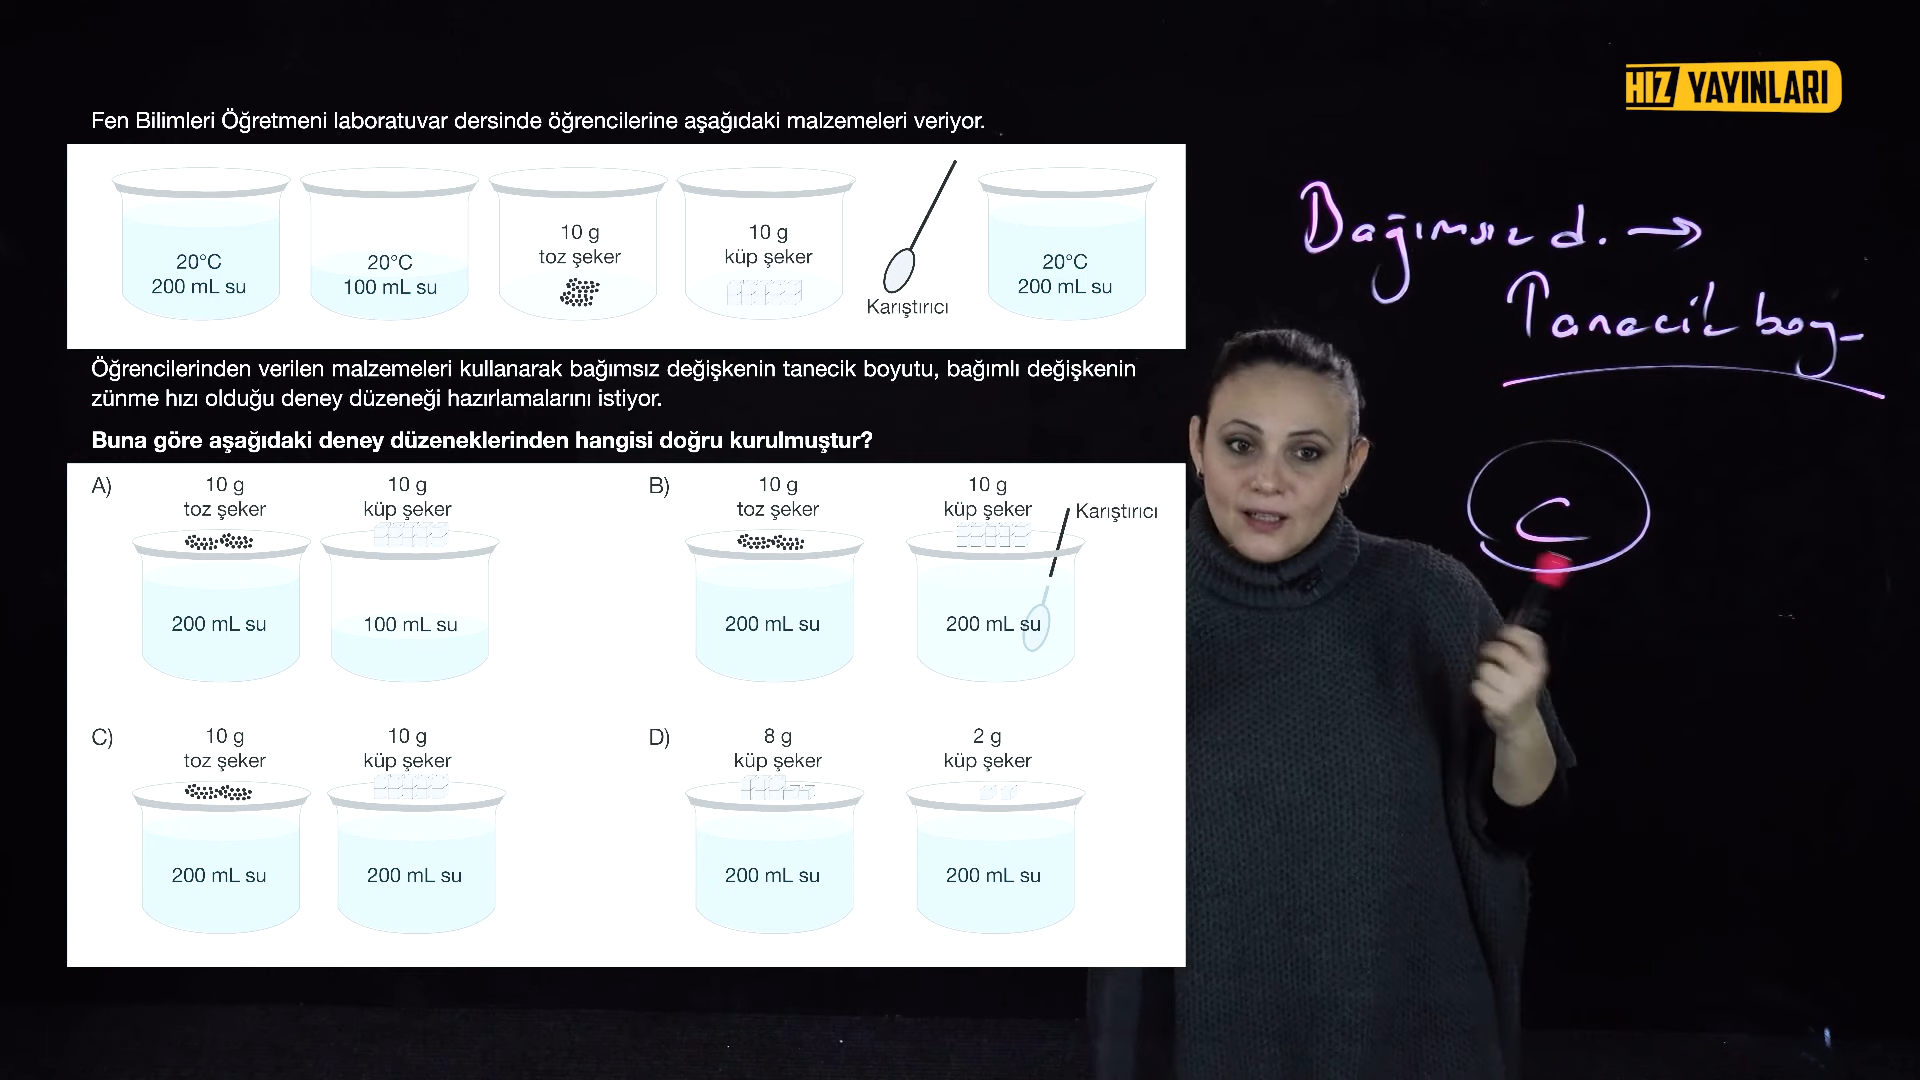 HIZ YAYINLARI
Fen Bilimleri Öğretmeni laboratuvar dersinde öğrencilerine aşağıdaki malzemeleri veriyor.
20°C
200 mL su
20°C
100 mL su
10 g
toz şeker
10 g
küp şeker
Karıştırıcı
20°C
200 mL su
Öğrencilerinden verilen malzemeleri kullanarak bağımsız değişkenin tanecik boyutu, bağımlı değişkenin
zünme hızı olduğu deney düzeneği hazırlamalarını istiyor.
Buna göre aşağıdaki deney düzeneklerinden hangisi doğru kurulmuştur?
A)
10 g
toz şeker
200 mL su
10 g
küp şeker
100 mL su
B)
10 g
toz şeker
200 mL su
10 g
küp şeker
Karıştırıcı
200 mL su
C)
10 g
toz şeker
200 mL su
10 g
küp şeker
200 mL su
D)
8 g
küp şeker
200 mL su
2 g
küp şeker
200 mL su
Bağımsız d. →
Tanecik boy.
C